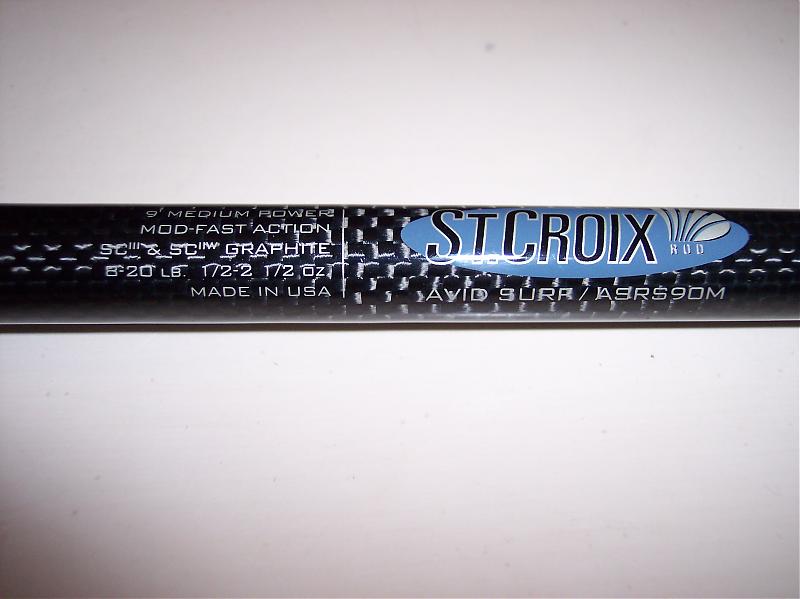 9' MEDIUM POWER
MOD-FAST ACTION
SCIII & SCIV GRAPHITE
8-20 LB. 1/2-2 1/2 OZ.
MADE IN USA
ST.CROIX
ROD
AVID SURF / ASRS90M